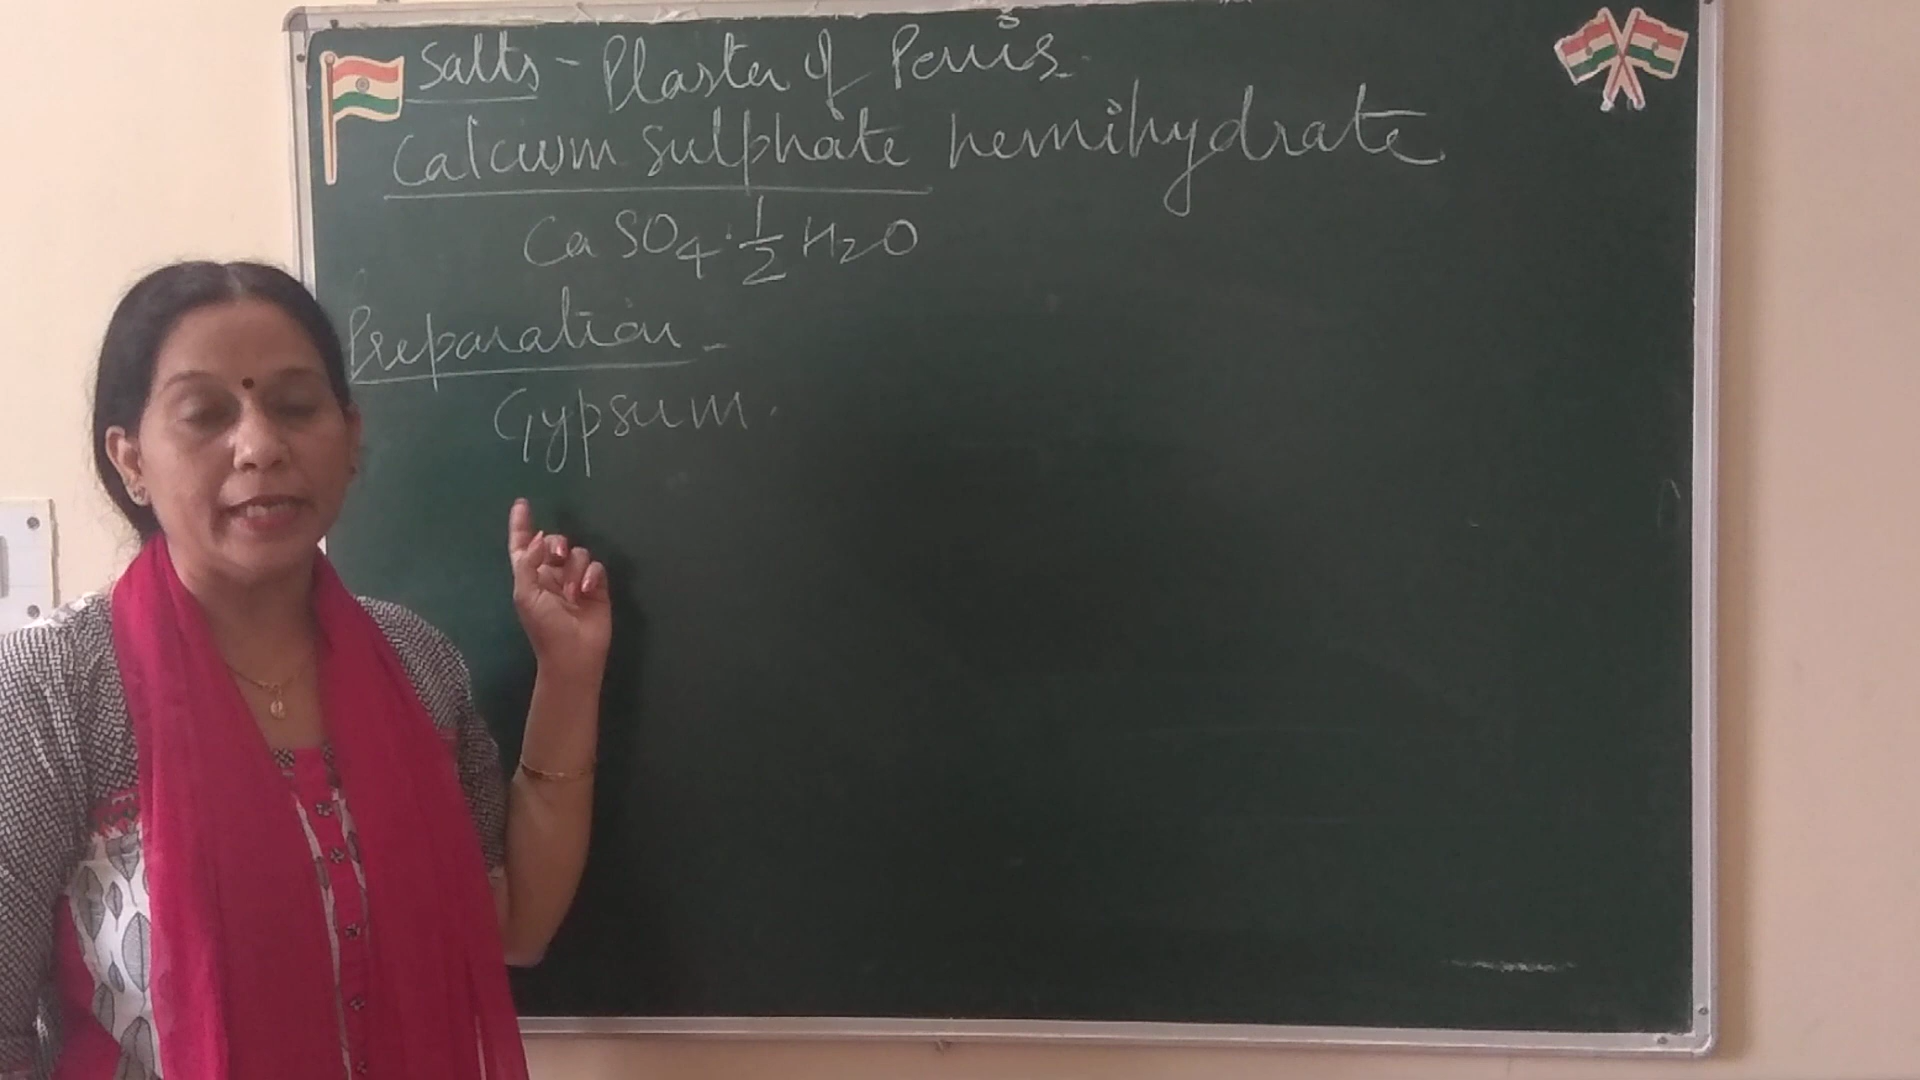 Salts - Plaster of Paris.
Calcium sulphate hemihydrate
CaSO₄.½H₂O
Preparation -
Gypsum.